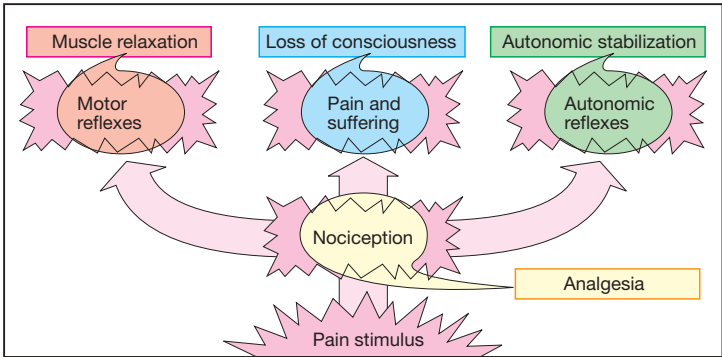 Muscle relaxation
Loss of consciousness
Autonomic stabilization
Motor
reflexes
Pain and
suffering
Autonomic
reflexes
Nociception
Analgesia
Pain stimulus